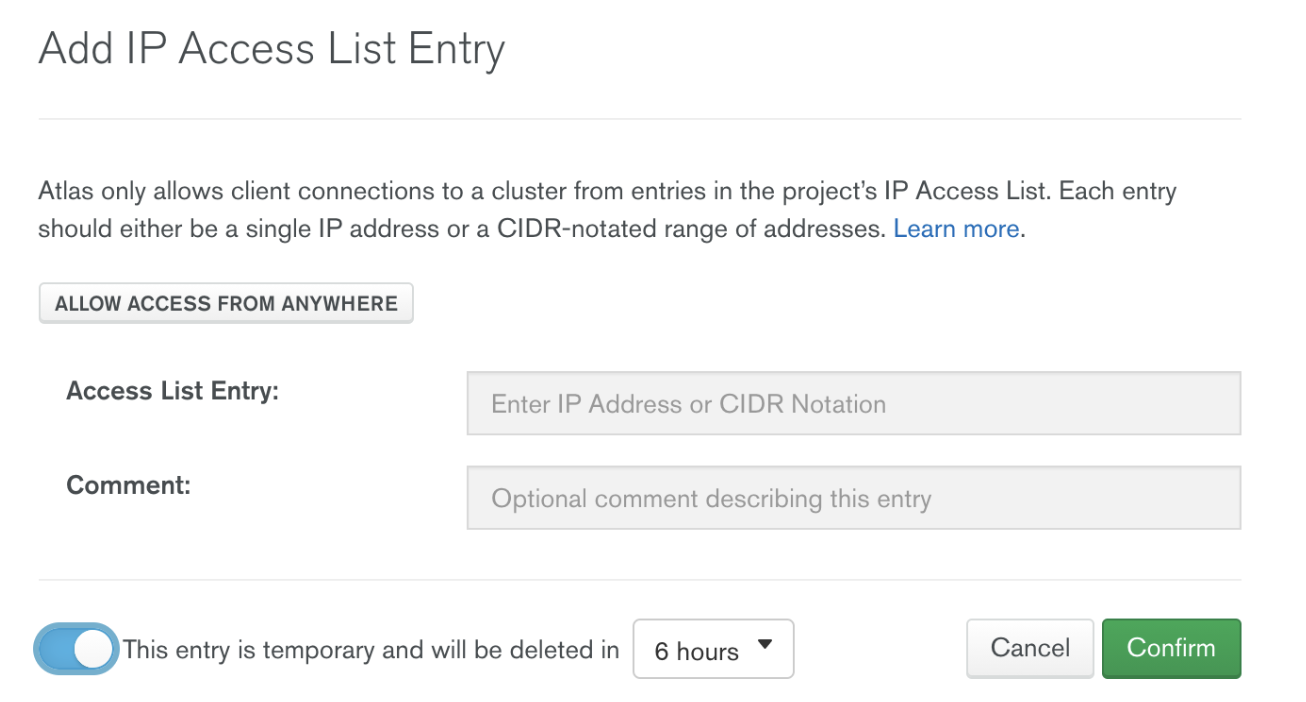 Add IP Access List Entry
Atlas only allows client connections to a cluster from entries in the project’s IP Access List. Each entry
should either be a single IP address or a CIDR-notated range of addresses. Learn more.
ALLOW ACCESS FROM ANYWHERE
Access List Entry:
Enter IP Address or CIDR Notation
Comment:
Optional comment describing this entry
This entry is temporary and will be deleted in 6 hours Cancel Confirm